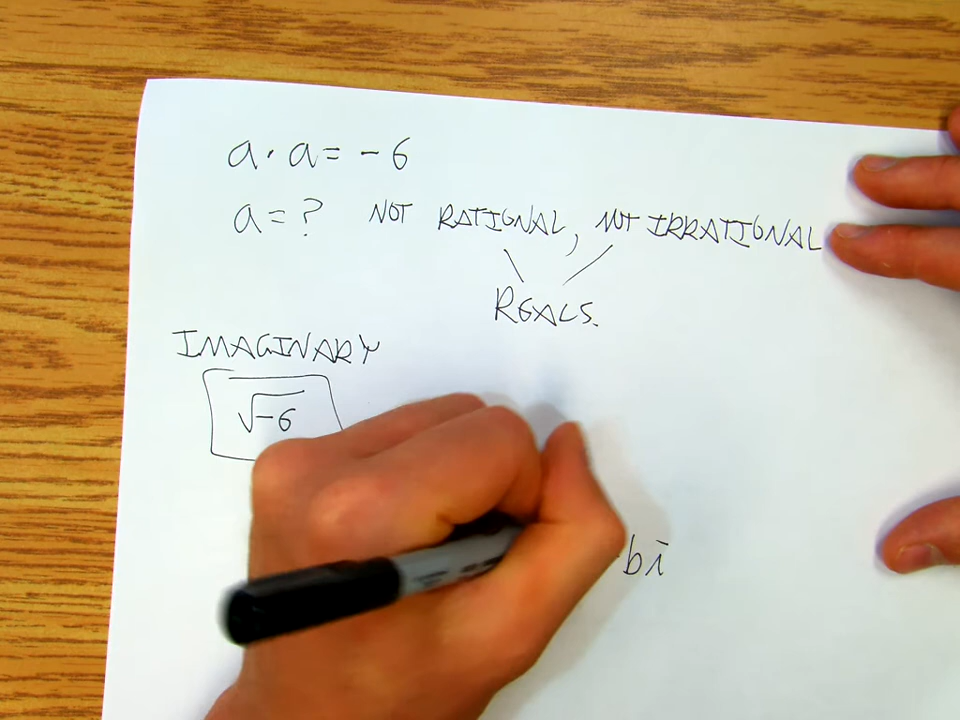 a · a = -6
a = ? NOT RATIONAL, NOT IRRATIONAL
REALS.
IMAGINARY
√-6
bi